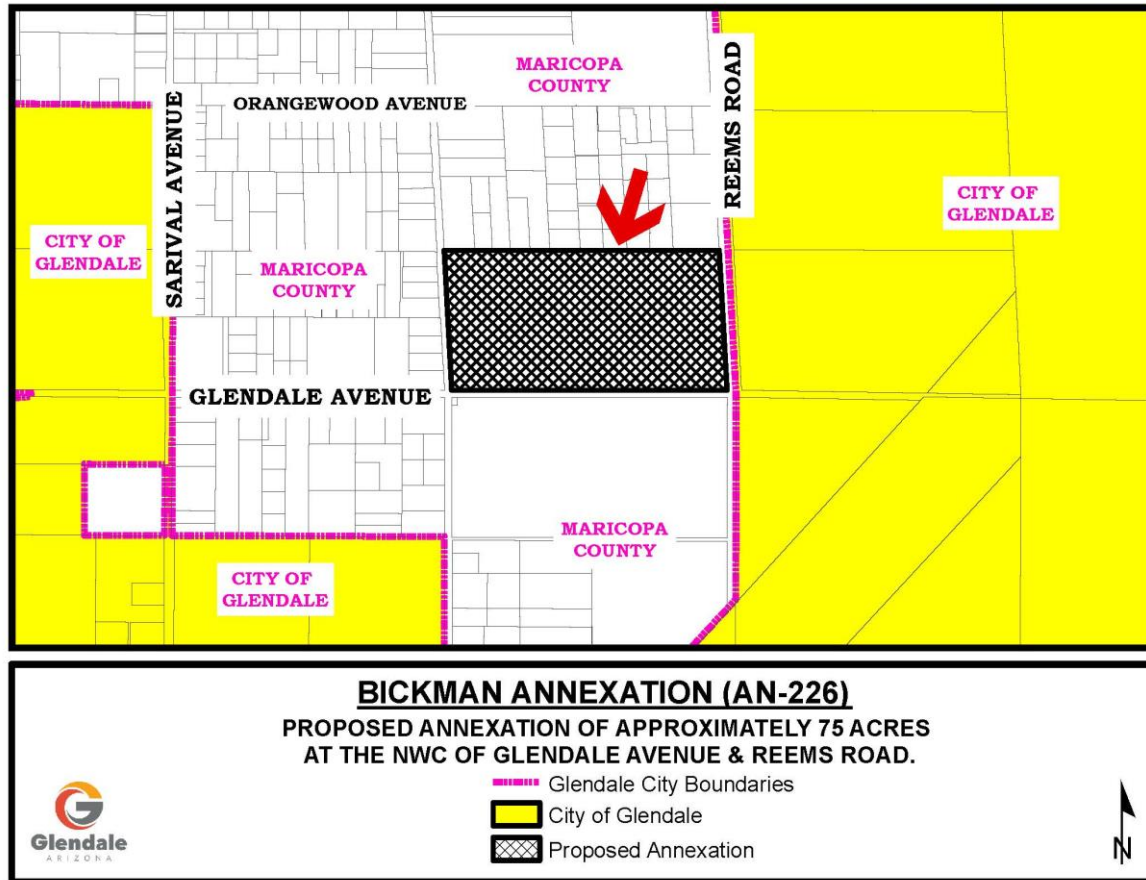 MARICOPA
COUNTY
ORANGEWOOD AVENUE
SARIVAL AVENUE
REEMS ROAD
CITY OF
GLENDALE
CITY OF
GLENDALE
MARICOPA
COUNTY
GLENDALE AVENUE
MARICOPA
COUNTY
CITY OF
GLENDALE
BICKMAN ANNEXATION (AN-226)
PROPOSED ANNEXATION OF APPROXIMATELY 75 ACRES
AT THE NWC OF GLENDALE AVENUE & REEMS ROAD.
Glendale City Boundaries
City of Glendale
Proposed Annexation
Glendale
ARIZONA
N